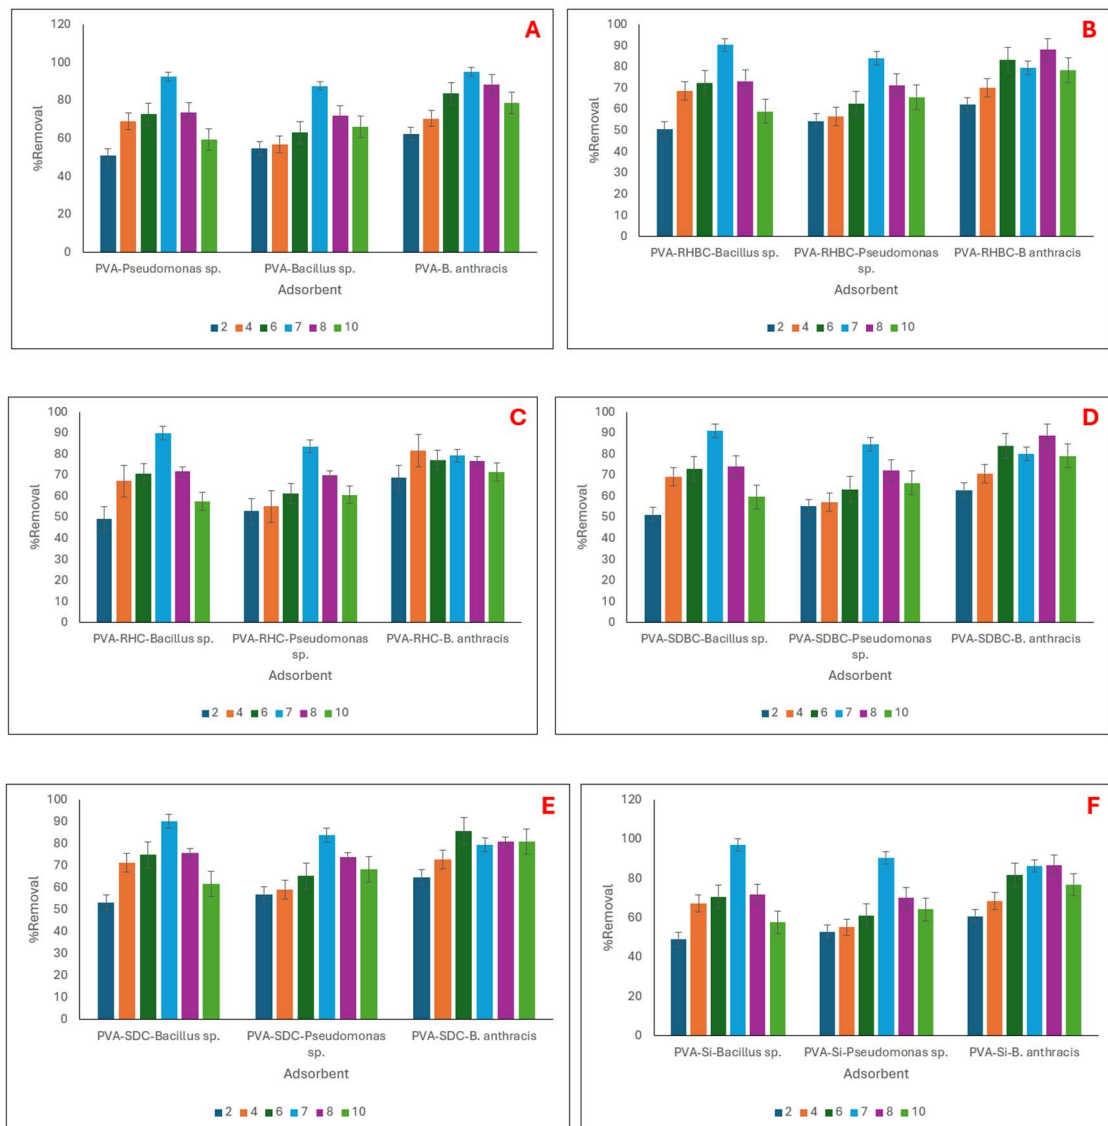 A
120
100
80
60
40
20
0
%Removal
PVA-Pseudomonas sp. PVA-Bacillus sp. PVA-B. anthracis
Adsorbent
2 4 6 7 8 10
B
100
90
80
70
60
50
40
30
20
10
0
%Removal
PVA-RHBC-Bacillus sp. PVA-RHBC-Pseudomonas PVA-RHBC-B anthracis
sp.
Adsorbent
2 4 6 7 8 10
C
100
90
80
70
60
50
40
30
20
10
0
%Removal
PVA-RHC-Bacillus sp. PVA-RHC-Pseudomonas PVA-RHC-B. anthracis
sp.
Adsorbent
2 4 6 7 8 10
D
100
90
80
70
60
50
40
30
20
10
0
%Removal
PVA-SDBC-Bacillus sp. PVA-SDBC-Pseudomonas PVA-SDBC-B. anthracis
sp.
Adsorbent
2 4 6 7 8 10
E
100
90
80
70
60
50
40
30
20
10
0
%Removal
PVA-SDC-Bacillus sp. PVA-SDC-Pseudomonas PVA-SDC-B. anthracis
sp.
Adsorbent
2 4 6 7 8 10
F
120
100
80
60
40
20
0
%Removal
PVA-Si-Bacillus sp. PVA-Si-Pseudomonas sp. PVA-Si-B. anthracis
Adsorbent
2 4 6 7 8 10